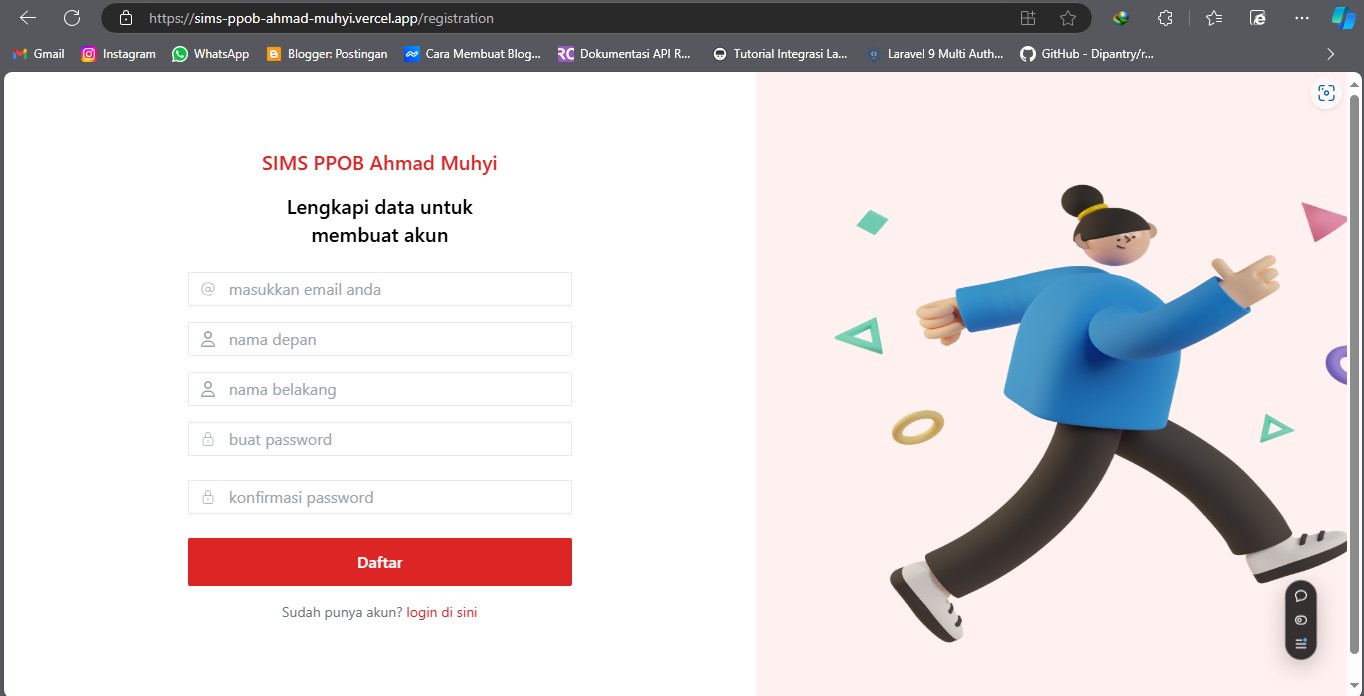 https://sims-ppob-ahmad-muhyi.vercel.app/registration
Gmail
Instagram
WhatsApp
Blogger: Postingan
Cara Membuat Blog...
RC
Dokumentasi API R...
Tutorial Integrasi La...
Laravel 9 Multi Auth...
GitHub - Dipantry/r...
SIMS PPOB Ahmad Muhyi
Lengkapi data untuk
membuat akun
masukkan email anda
nama depan
nama belakang
buat password
konfirmasi password
Daftar
Sudah punya akun? login di sini